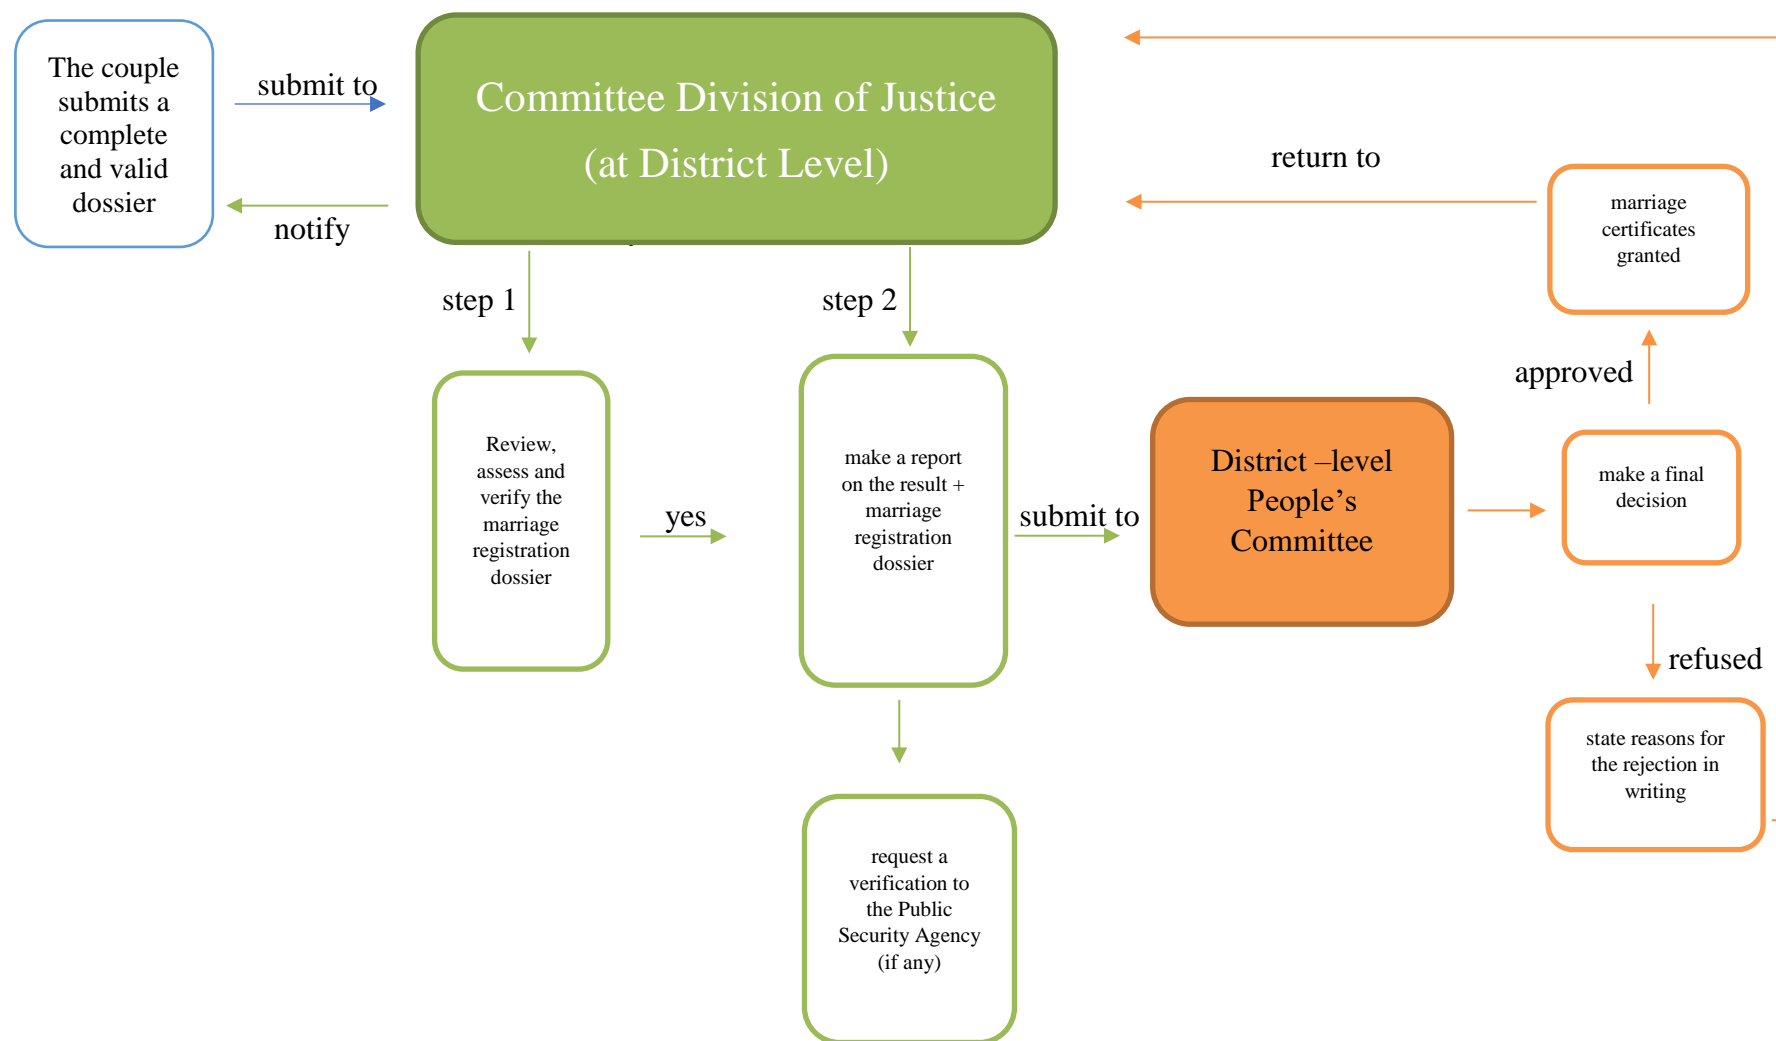 The couple
submits a
complete
and valid
dossier
submit to
notify
Committee Division of Justice
(at District Level)
return to
marriage
certificates
granted
step 1
step 2
approved
Review,
assess and
verify the
marriage
registration
dossier
yes
make a report
on the result +
marriage
registration
dossier
submit to
District –level
People’s
Committee
make a final
decision
refused
state reasons for
the rejection in
writing
request a
verification to
the Public
Security Agency
(if any)